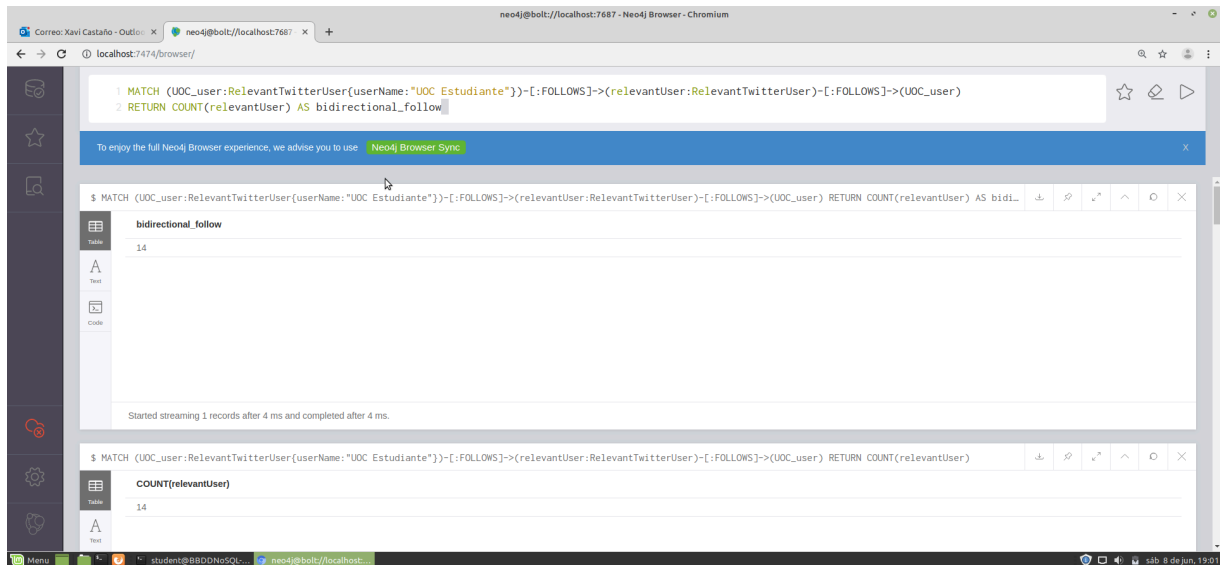 neo4j@bolt://localhost:7687 - Neo4j Browser - Chromium
Correo: Xavi Castaño - Outloo
neo4j@bolt://localhost:7687 -
localhost:7474/browser/
1 MATCH (UOC_user:RelevantTwitterUser{userName:"UOC Estudiante"})-[:FOLLOWS]->(relevantUser:RelevantTwitterUser)-[:FOLLOWS]->(UOC_user)
2 RETURN COUNT(relevantUser) AS bidirectional_follow
To enjoy the full Neo4j Browser experience, we advise you to use Neo4j Browser Sync X
$ MATCH (UOC_user:RelevantTwitterUser{userName:"UOC Estudiante"})-[:FOLLOWS]->(relevantUser:RelevantTwitterUser)-[:FOLLOWS]->(UOC_user) RETURN COUNT(relevantUser) AS bidi…
Table
bidirectional_follow
14
A
Text
Code
Started streaming 1 records after 4 ms and completed after 4 ms.
$ MATCH (UOC_user:RelevantTwitterUser{userName:"UOC Estudiante"})-[:FOLLOWS]->(relevantUser:RelevantTwitterUser)-[:FOLLOWS]->(UOC_user) RETURN COUNT(relevantUser)
Table
COUNT(relevantUser)
14
A
Text
Menu
student@BBDDNoSQL-...
neo4j@bolt://localhost:...
sáb 8 de jun, 19:01